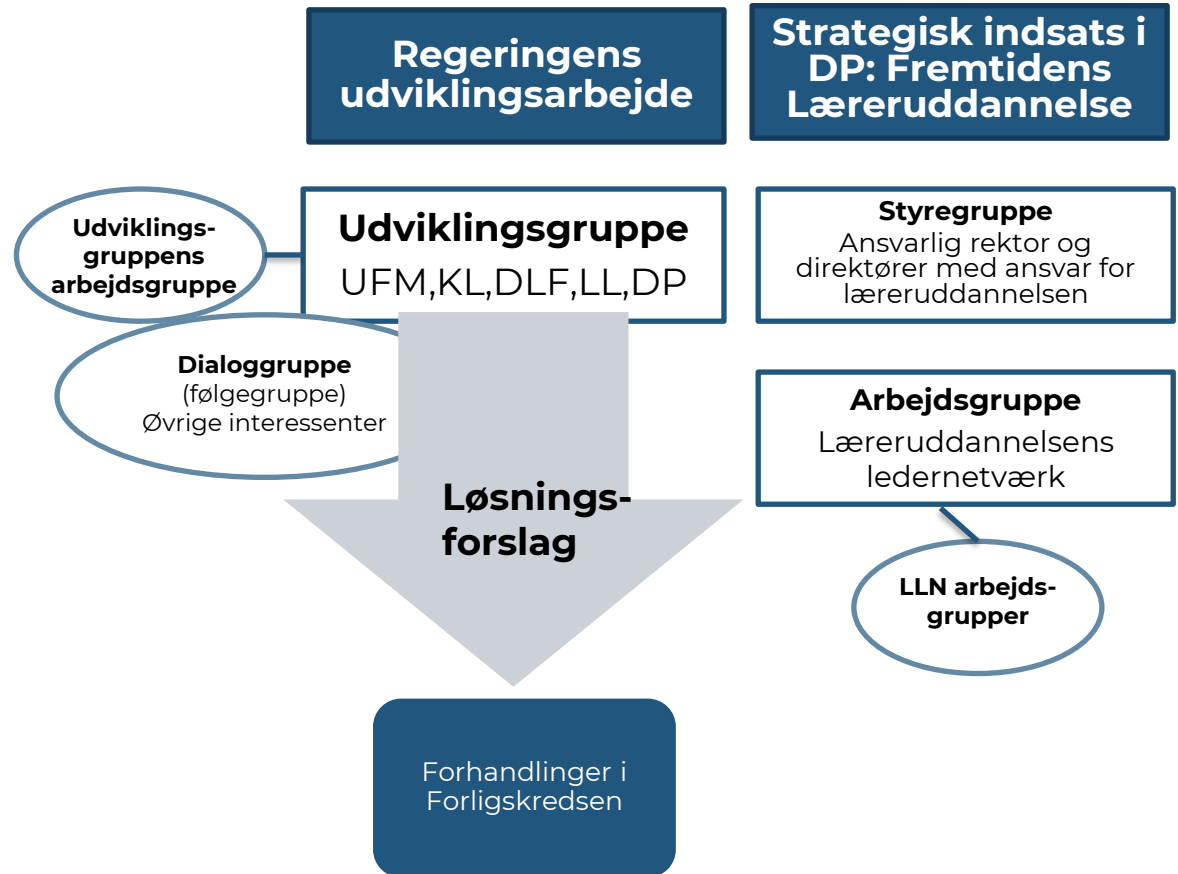 Regeringens
udviklingsarbejde
Strategisk indsats i
DP: Fremtidens
Læreruddannelse
Udviklings-
gruppens
arbejdsgruppe
Udviklingsgruppe
UFM,KL,DLF,LL,DP
Styregruppe
Ansvarlig rektor og
direktører med ansvar for
læreruddannelsen
Dialoggruppe
(følgegruppe)
Øvrige interessenter
Arbejdsgruppe
Læreruddannelsens
ledernetværk
Løsnings-
forslag
LLN arbejds-
grupper
Forhandlinger i
Forligskredsen